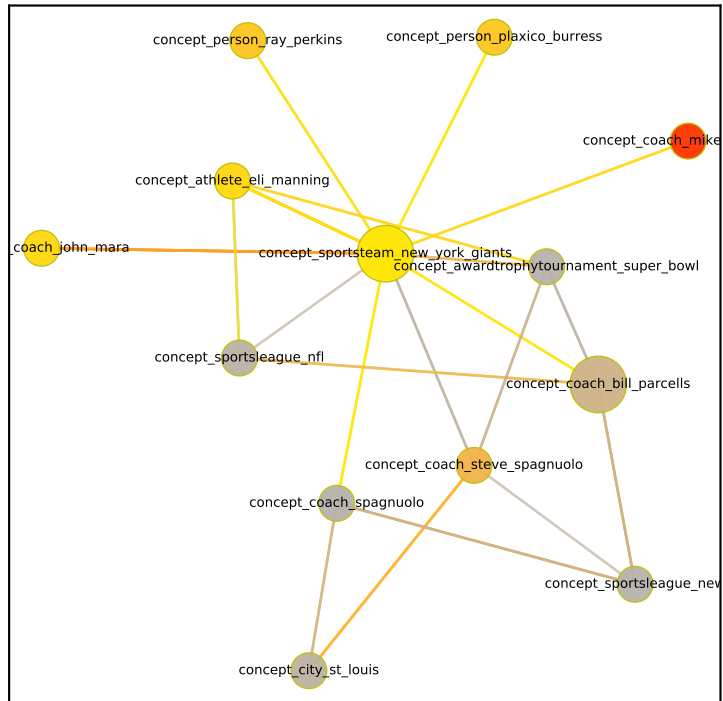 concept_person_ray_perkins
concept_person_plaxico_burress
concept_coach_mike
concept_athlete_eli_manning
_coach_john_mara
concept_sportsteam_new_york_giants
concept_awardtrophytournament_super_bowl
concept_sportsleague_nfl
concept_coach_bill_parcells
concept_coach_steve_spagnuolo
concept_coach_spagnuolo
concept_sportsleague_new
concept_city_st_louis